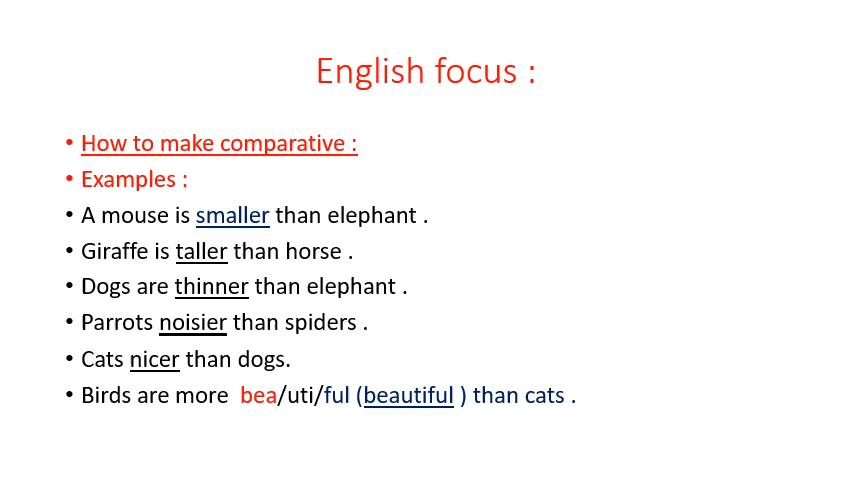 English focus :
• How to make comparative :
• Examples :
• A mouse is smaller than elephant .
• Giraffe is taller than horse .
• Dogs are thinner than elephant .
• Parrots noisier than spiders .
• Cats nicer than dogs.
• Birds are more bea/uti/ful (beautiful ) than cats .